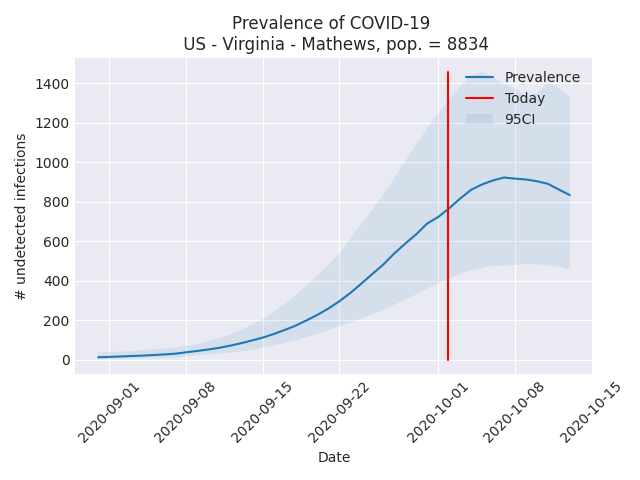 Prevalence of COVID-19
US - Virginia - Mathews, pop. = 8834
Prevalence
Today
95CI
# undetected infections
1400
1200
1000
800
600
400
200
0
2020-09-01
2020-09-08
2020-09-15
2020-09-22
2020-10-01
2020-10-08
2020-10-15
Date